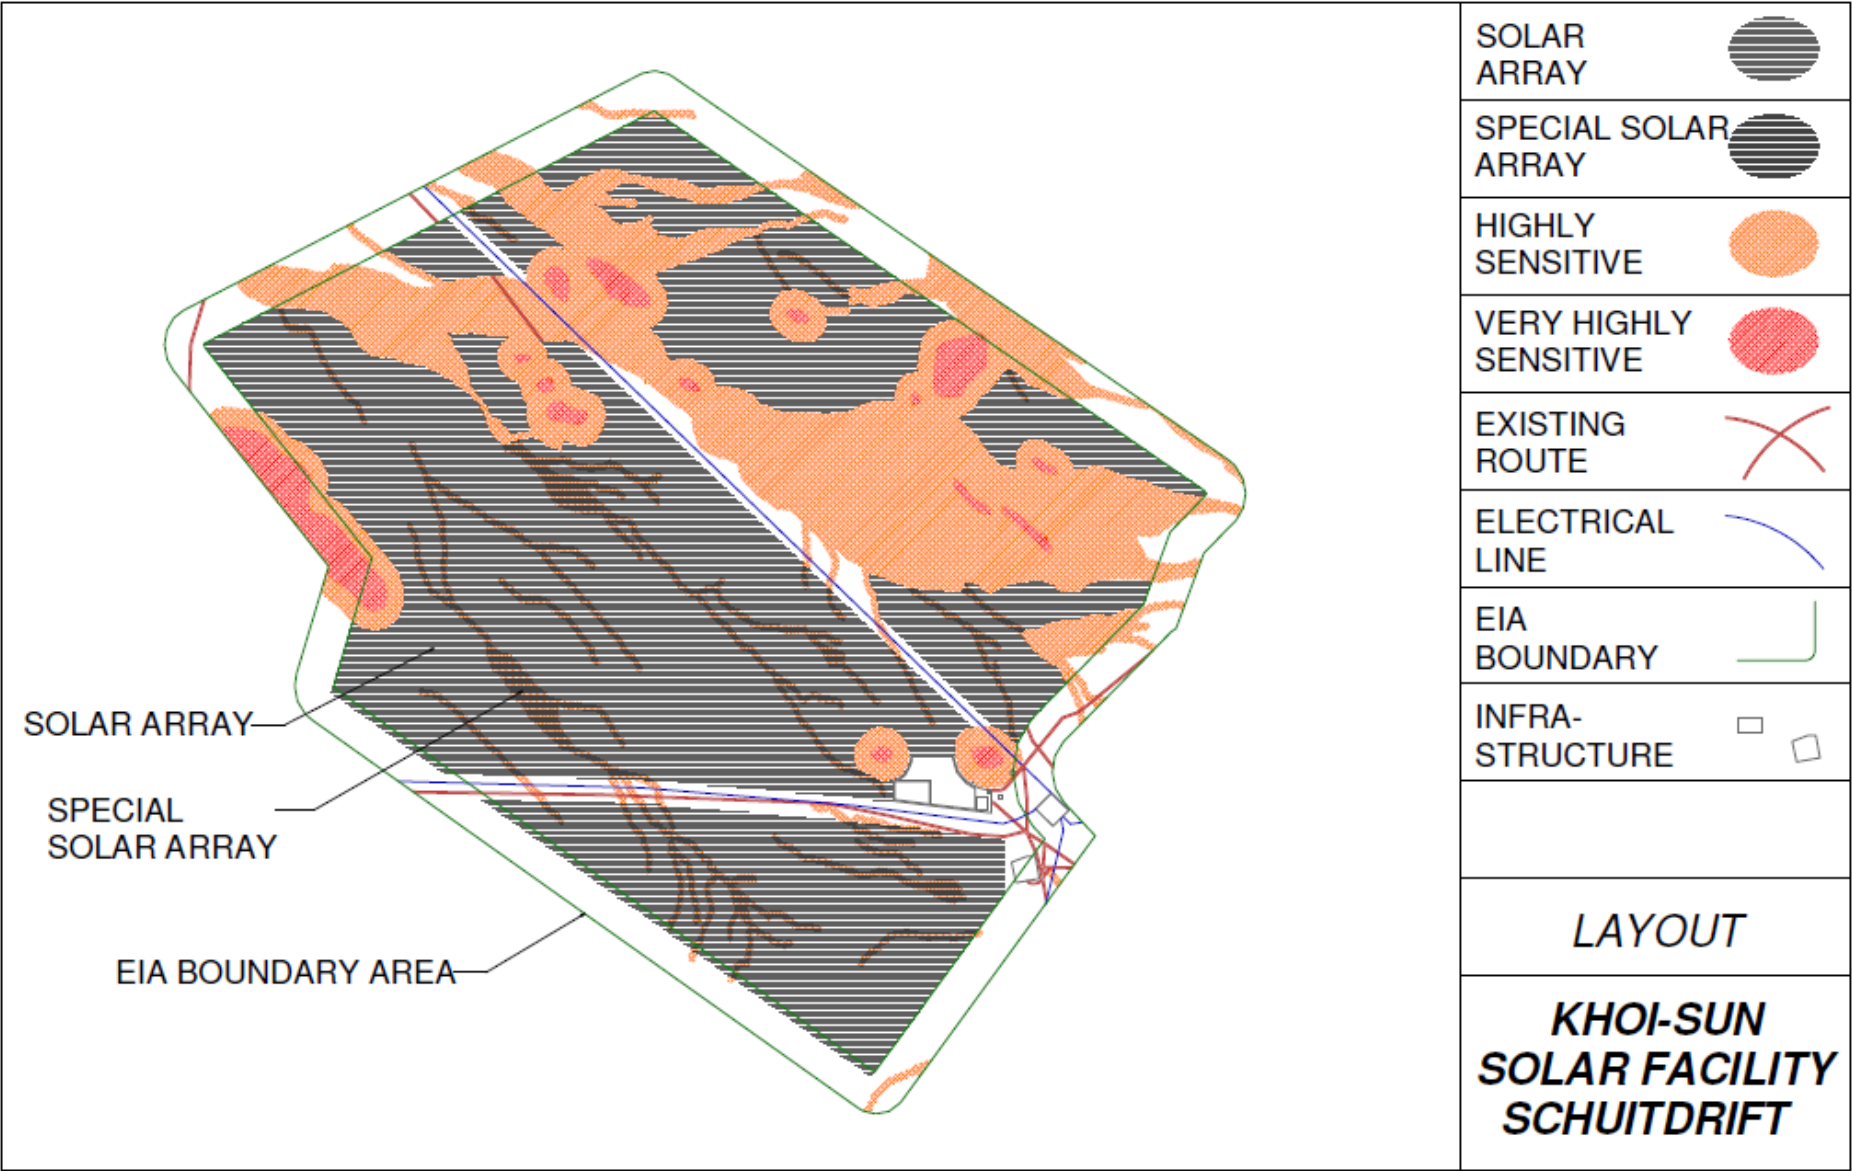 SOLAR ARRAY
SPECIAL
SOLAR ARRAY
EIA BOUNDARY AREA
SOLAR
ARRAY
SPECIAL SOLAR
ARRAY
HIGHLY
SENSITIVE
VERY HIGHLY
SENSITIVE
EXISTING
ROUTE
ELECTRICAL
LINE
EIA
BOUNDARY
INFRA-
STRUCTURE
LAYOUT
KHOI-SUN
SOLAR FACILITY
SCHUITDRIFT